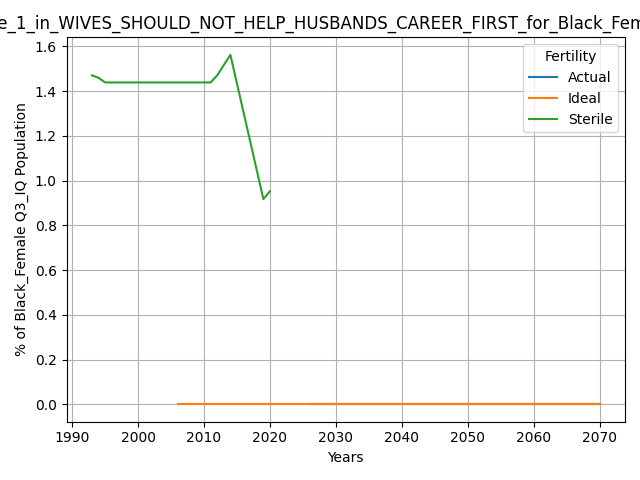 e_1_in_WIVES_SHOULD_NOT_HELP_HUSBANDS_CAREER_FIRST_for_Black_Fem
Fertility
Actual
Ideal
Sterile
% of Black_Female Q3_IQ Population
1.6
1.4
1.2
1.0
0.8
0.6
0.4
0.2
0.0
1990 2000 2010 2020 2030 2040 2050 2060 2070
Years